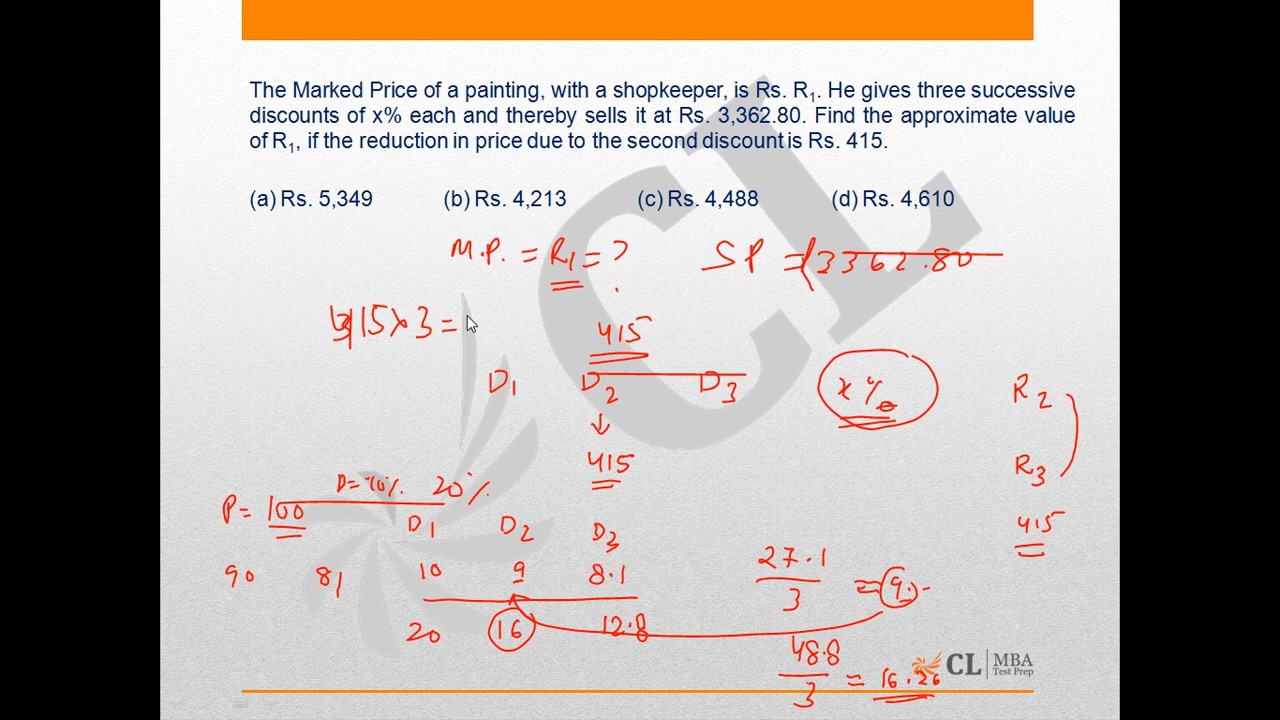 The Marked Price of a painting, with a shopkeeper, is Rs. R₁. He gives three successive
discounts of x% each and thereby sells it at Rs. 3,362.80. Find the approximate value
of R₁, if the reduction in price due to the second discount is Rs. 415.
(a) Rs. 5,349 (b) Rs. 4,213 (c) Rs. 4,488 (d) Rs. 4,610
M.P. = R₁ = ? SP = 3362.80
415 x 3 =
415
D₁ D₂ D₃ x%
R₂
↓
415
R₃
D = 10% 20%
P = 100
D₁ D₂ D₃
415
90 81 10 9 8.1
27.1/3 = 9.
20 16 12.8
48.8/3 = 16.26
CL MBA
Test Prep
CL